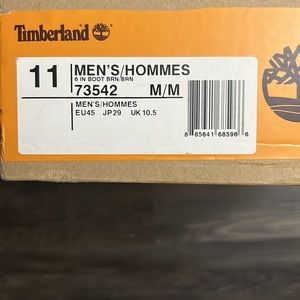 Timberland
11
MEN'S/HOMMES
6 IN BOOT BRN/BRN
73542 M/M
MEN'S/HOMMES
EU45 JP29 UK 10.5
8 85641 68596 6